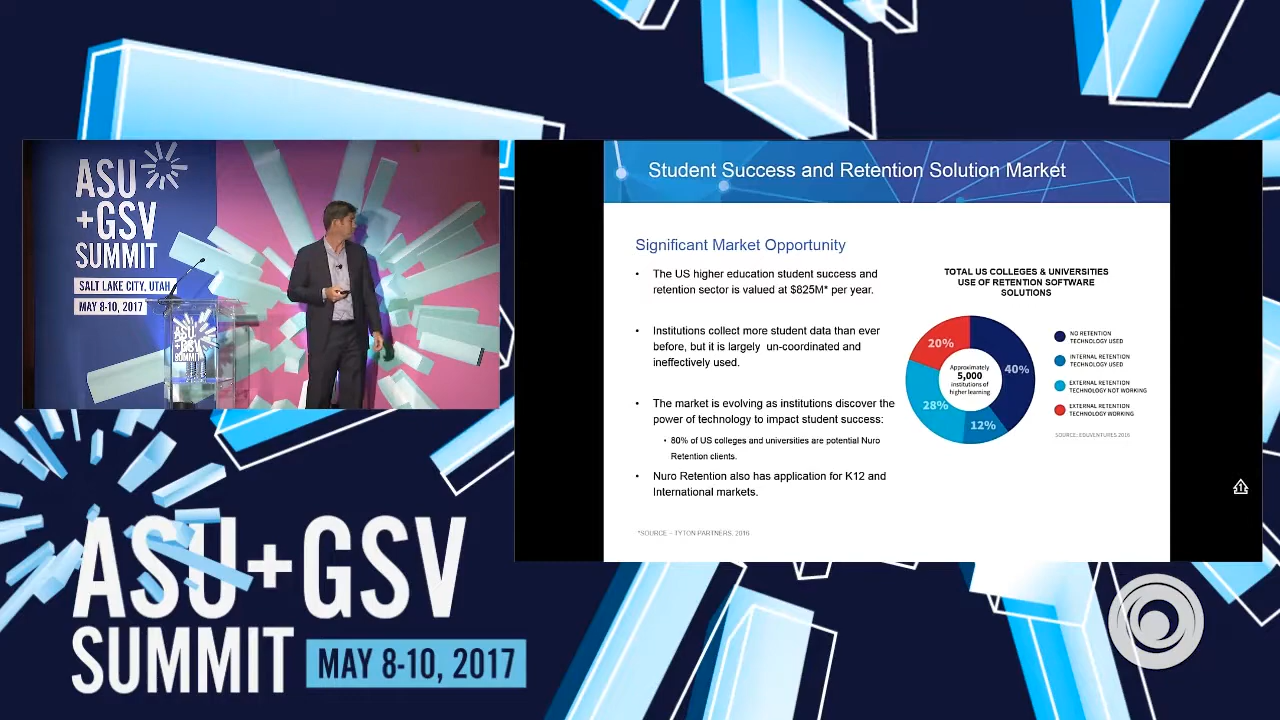 ASU
+GSV
SUMMIT
SALT LAKE CITY, UTAH
MAY 8-10, 2017
ASU
+GSV
SUMMIT
Student Success and Retention Solution Market
Significant Market Opportunity
• The US higher education student success and
retention sector is valued at $625M* per year.
• Institutions collect more student data than ever
before, but it is largely un-coordinated and
ineffectively used.
• The market is evolving as institutions discover the
power of technology to impact student success:
• 80% of US colleges and universities are potential Nuro
Retention clients.
• Nuro Retention also has application for K12 and
International markets.
*SOURCE – TYTON PARTNERS, 2016
TOTAL US COLLEGES & UNIVERSITIES
USE OF RETENTION SOFTWARE
SOLUTIONS
20%
40%
28%
12%
Approximately
5,000
institutions of
higher learning
NO RETENTION
TECHNOLOGY USED
INTERNAL RETENTION
TECHNOLOGY USED
EXTERNAL RETENTION
TECHNOLOGY NOT WORKING
EXTERNAL RETENTION
TECHNOLOGY WORKING
SOURCE: EDUVENTURES 2016
ASU+GSV
SUMMIT
MAY 8-10, 2017